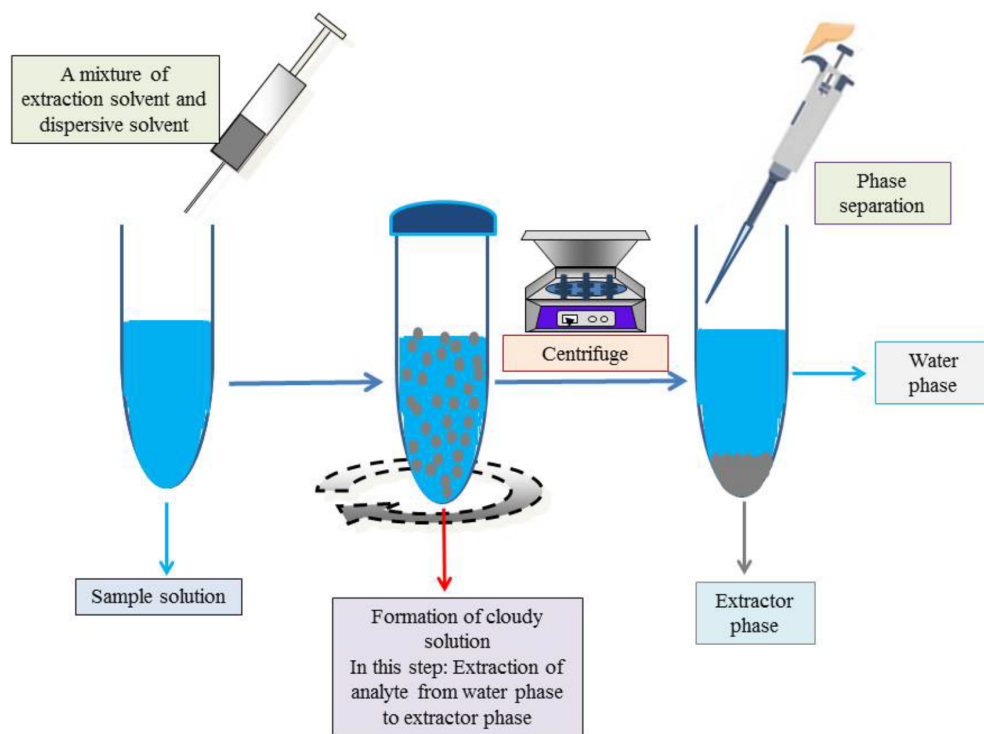 A mixture of
extraction solvent and
dispersive solvent
Phase
separation
Centrifuge
Water
phase
Sample solution
Formation of cloudy
solution
In this step: Extraction of
analyte from water phase
to extractor phase
Extractor
phase